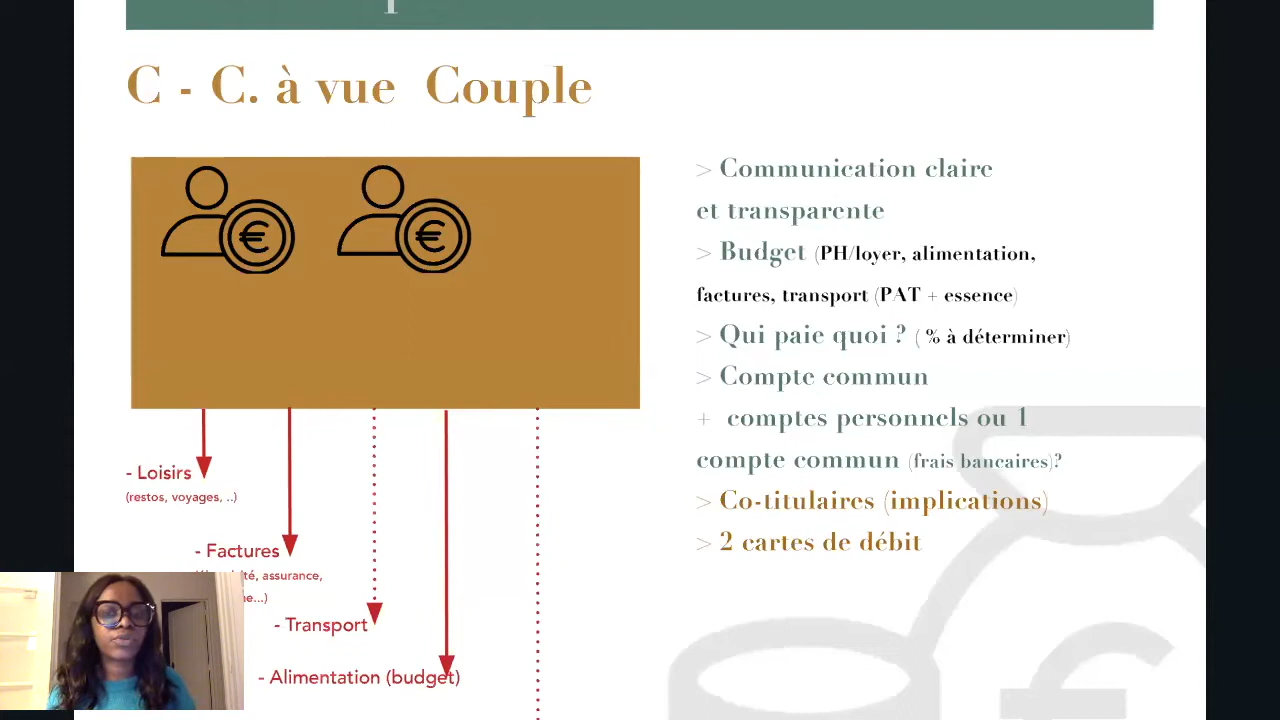 C - C. à vue Couple
> Communication claire
et transparente
> Budget (PH/loyer, alimentation,
factures, transport (PAT + essence)
> Qui paie quoi ? ( % à déterminer)
> Compte commun
+ comptes personnels ou 1
compte commun (frais bancaires)?
> Co-titulaires (implications)
> 2 cartes de débit
- Loisirs
(restos, voyages, ..)
- Factures
assurance,
- Transport
- Alimentation (budget)